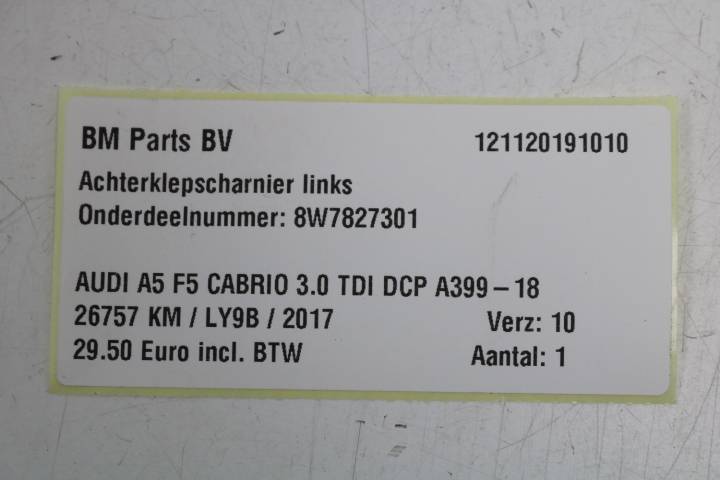 BM Parts BV 121120191010
Achterklepscharnier links
Onderdeelnummer: 8W7827301
AUDI A5 F5 CABRIO 3.0 TDI DCP A399 – 18
26757 KM / LY9B / 2017 Verz: 10
29.50 Euro incl. BTW Aantal: 1